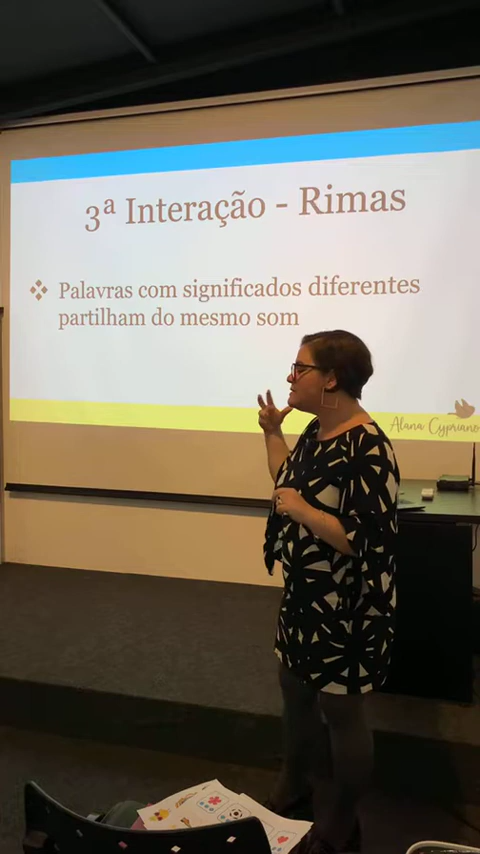 3ª Interação - Rimas
❖ Palavras com significados diferentes
partilham do mesmo som
Alana Cypriano